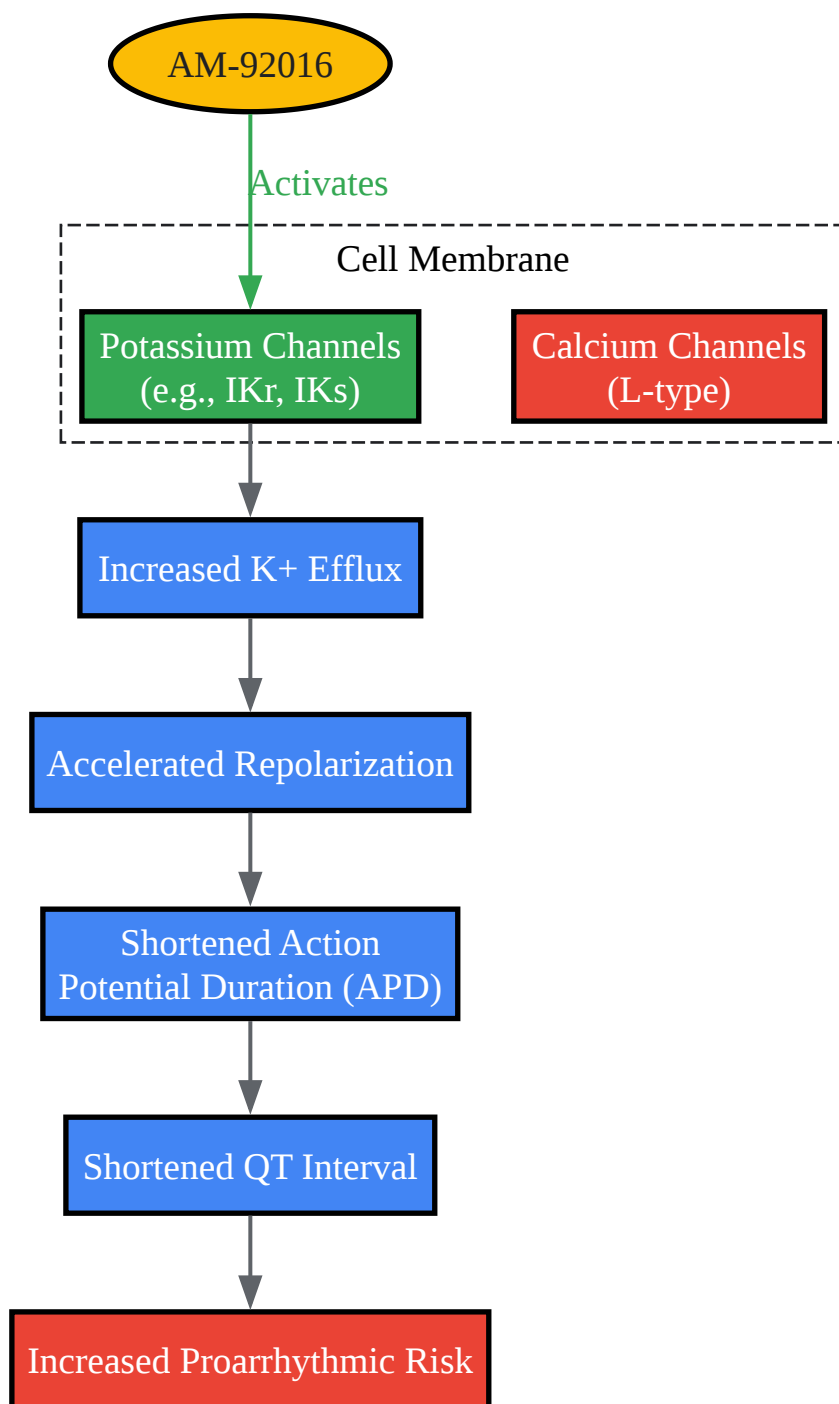 AM-92016
Activates
Cell Membrane
Potassium Channels
(e.g., IKr, IKs)
Calcium Channels
(L-type)
Increased K+ Efflux
Accelerated Repolarization
Shortened Action
Potential Duration (APD)
Shortened QT Interval
Increased Proarrhythmic Risk